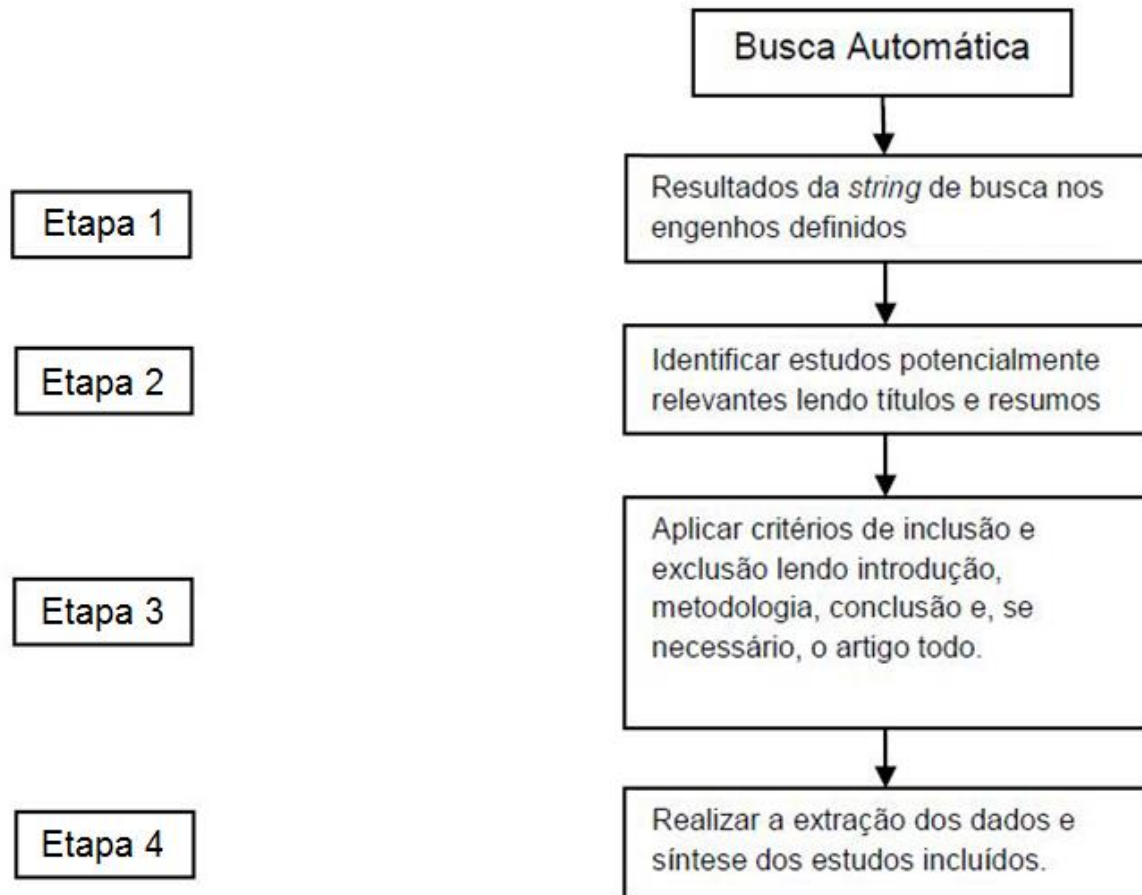 Busca Automática
Etapa 1
Resultados da string de busca nos
engenhos definidos
Etapa 2
Identificar estudos potencialmente
relevantes lendo títulos e resumos
Etapa 3
Aplicar critérios de inclusão e
exclusão lendo introdução,
metodologia, conclusão e, se
necessário, o artigo todo.
Etapa 4
Realizar a extração dos dados e
síntese dos estudos incluídos.